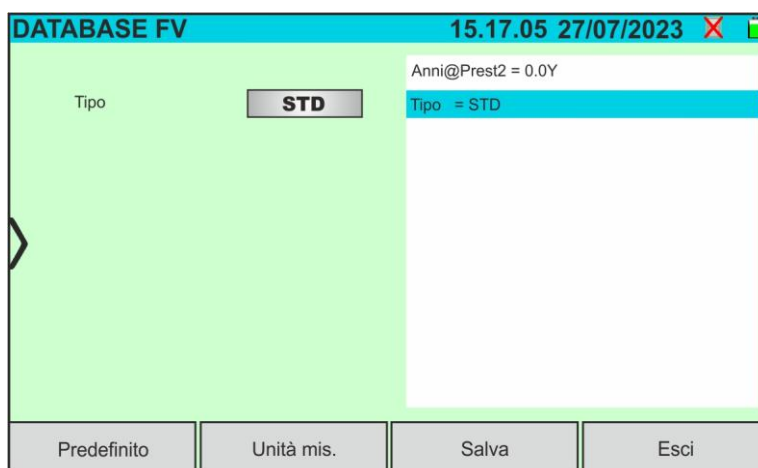 DATABASE FV 15.17.05 27/07/2023
Anni@Prest2 = 0.0Y
Tipo STD Tipo = STD
Predefinito Unità mis. Salva Esci